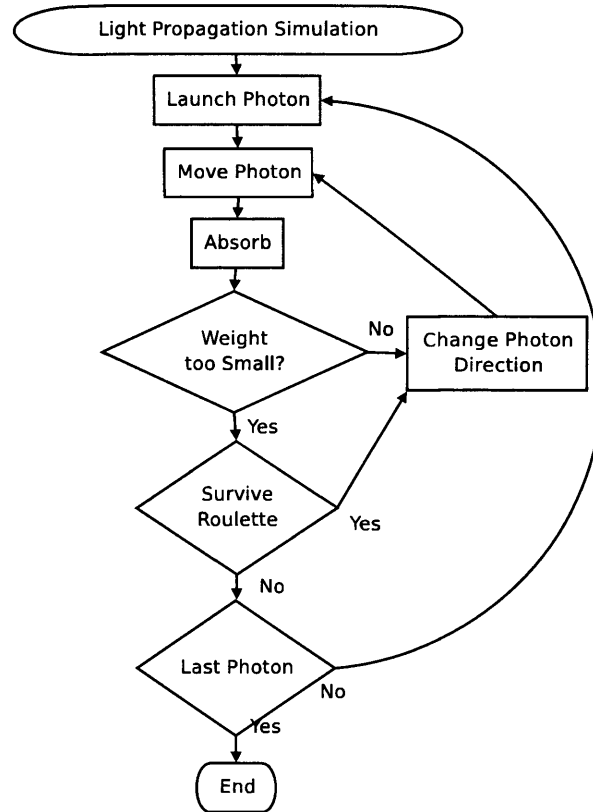 Light Propagation Simulation
Launch Photon
Move Photon
Absorb
Weight
too Small?
No
Change Photon
Direction
Yes
Survive
Roulette
Yes
No
Last Photon
No
Yes
End